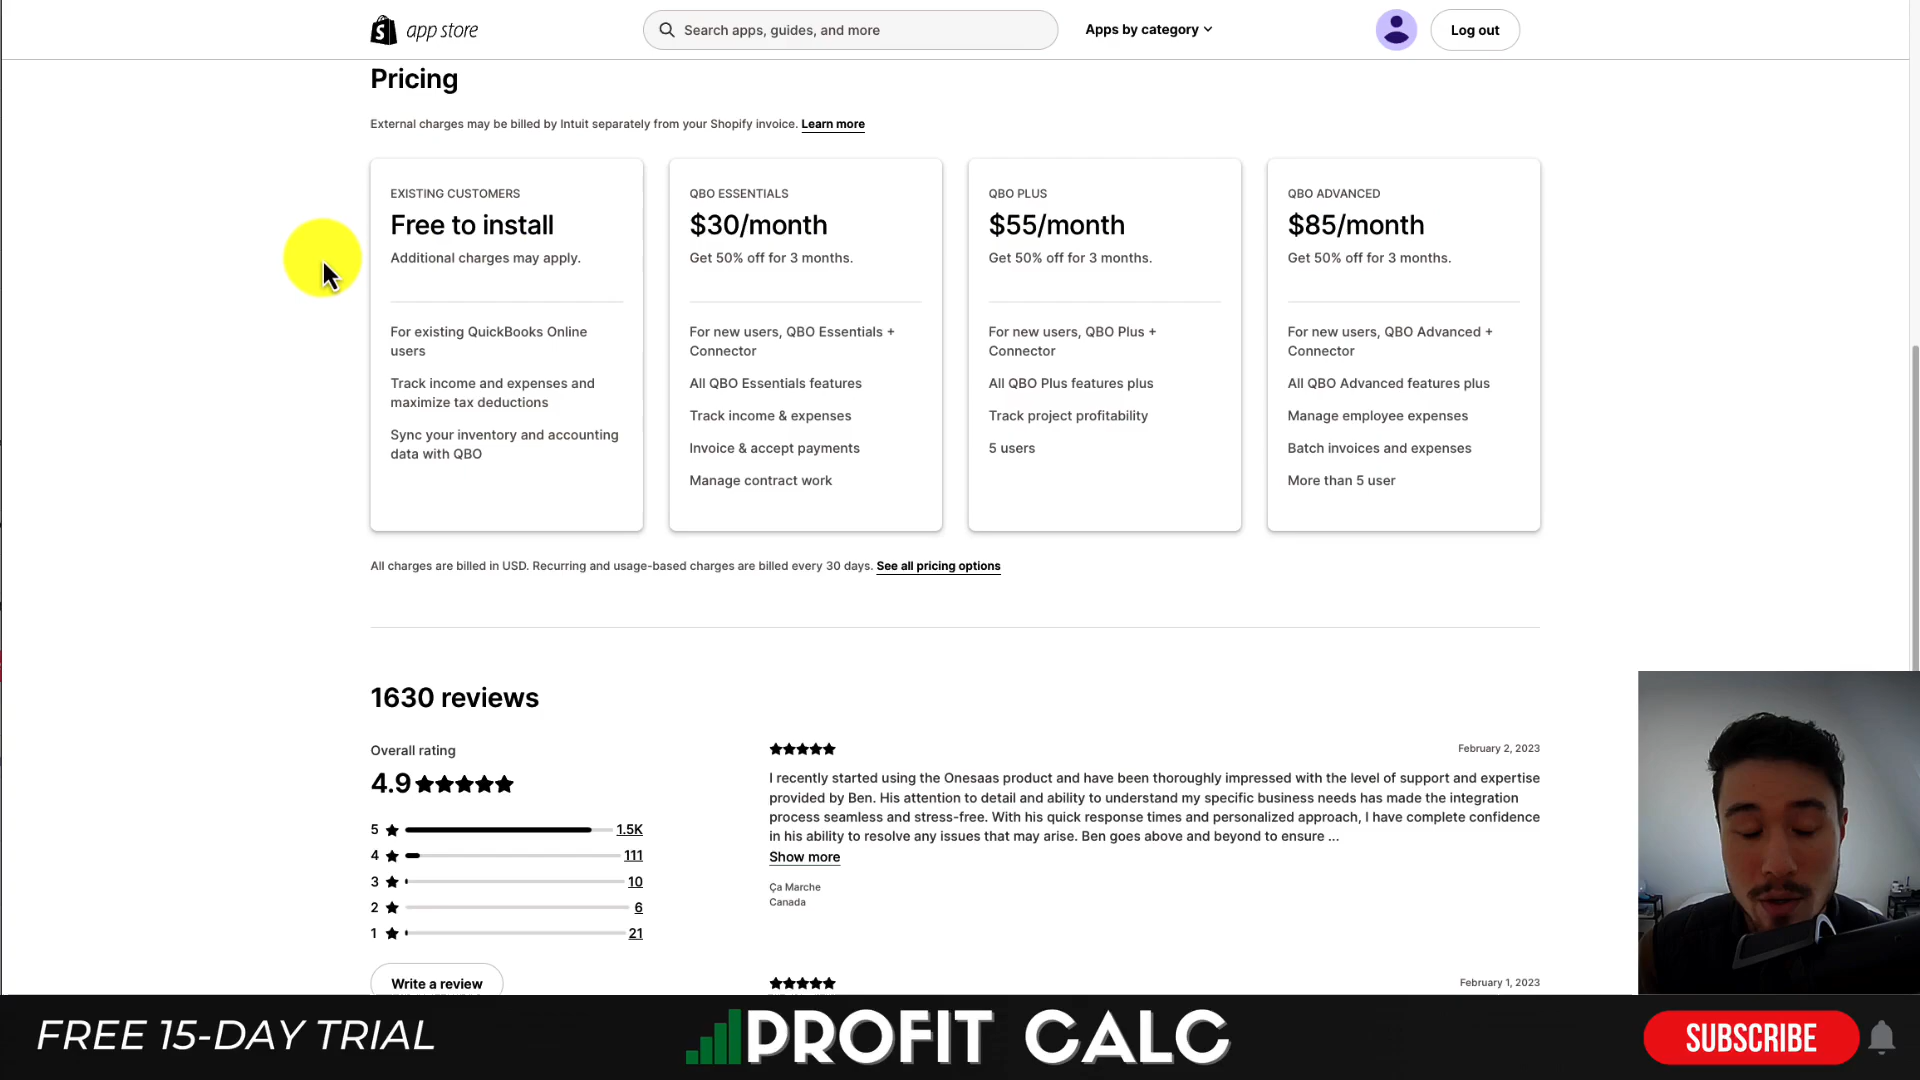 app store
Search apps, guides, and more
Apps by category
Log out
Pricing
External charges may be billed by Intuit separately from your Shopify invoice. Learn more
EXISTING CUSTOMERS
Free to install
Additional charges may apply.
For existing QuickBooks Online
users
Track income and expenses and
maximize tax deductions
Sync your inventory and accounting
data with QBO
QBO ESSENTIALS
$30/month
Get 50% off for 3 months.
For new users, QBO Essentials +
Connector
All QBO Essentials features
Track income & expenses
Invoice & accept payments
Manage contract work
QBO PLUS
$55/month
Get 50% off for 3 months.
For new users, QBO Plus +
Connector
All QBO Plus features plus
Track project profitability
5 users
QBO ADVANCED
$85/month
Get 50% off for 3 months.
For new users, QBO Advanced +
Connector
All QBO Advanced features plus
Manage employee expenses
Batch invoices and expenses
More than 5 user
All charges are billed in USD. Recurring and usage-based charges are billed every 30 days. See all pricing options
1630 reviews
Overall rating
4.9
5 1.5K
4 111
3 10
2 6
1 21
Write a review
February 2, 2023
I recently started using the Onesaas product and have been thoroughly impressed with the level of support and expertise
provided by Ben. His attention to detail and ability to understand my specific business needs has made the integration
process seamless and stress-free. With his quick response times and personalized approach, I have complete confidence
in his ability to resolve any issues that may arise. Ben goes above and beyond to ensure ...
Show more
Ça Marche
Canada
February 1, 2023
FREE 15-DAY TRIAL
PROFIT CALC
SUBSCRIBE